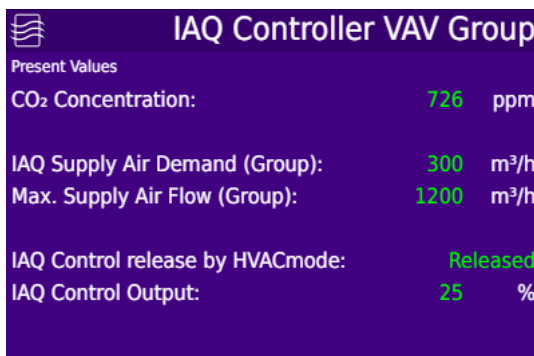 IAQ Controller VAV Group
Present Values
CO₂ Concentration: 726 ppm
IAQ Supply Air Demand (Group): 300 m³/h
Max. Supply Air Flow (Group): 1200 m³/h
IAQ Control release by HVACmode: Released
IAQ Control Output: 25 %